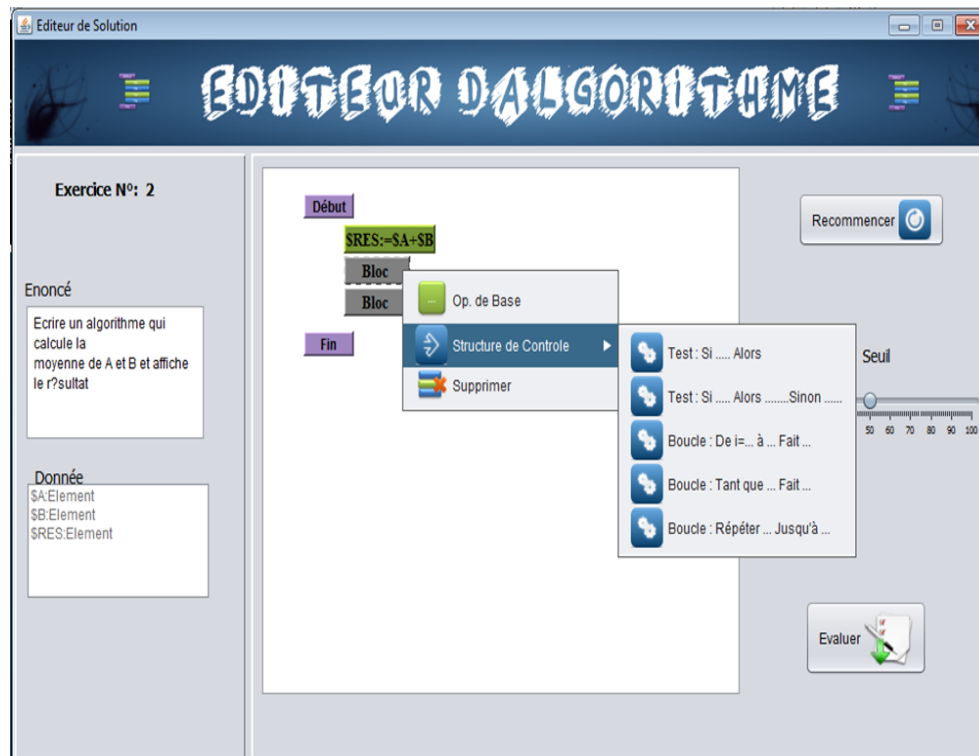 Editeur de Solution
EDITEUR DALGORITHME
Exercice N°: 2
Enoncé
Ecrire un algorithme qui
calcule la
moyenne de A et B et affiche
le r?sultat
Donnée
$A:Element
$B:Element
$RES:Element
Début
$RES:=$A+$B
Bloc
Bloc
Fin
... Op. de Base
Structure de Controle
Supprimer
Test : Si ..... Alors
Test : Si ..... Alors ........Sinon ......
Boucle : De i=... à ... Fait ...
Boucle : Tant que ... Fait ...
Boucle : Répéter ... Jusqu'à ...
Recommencer
Seuil
50 60 70 80 90 100
Evaluer